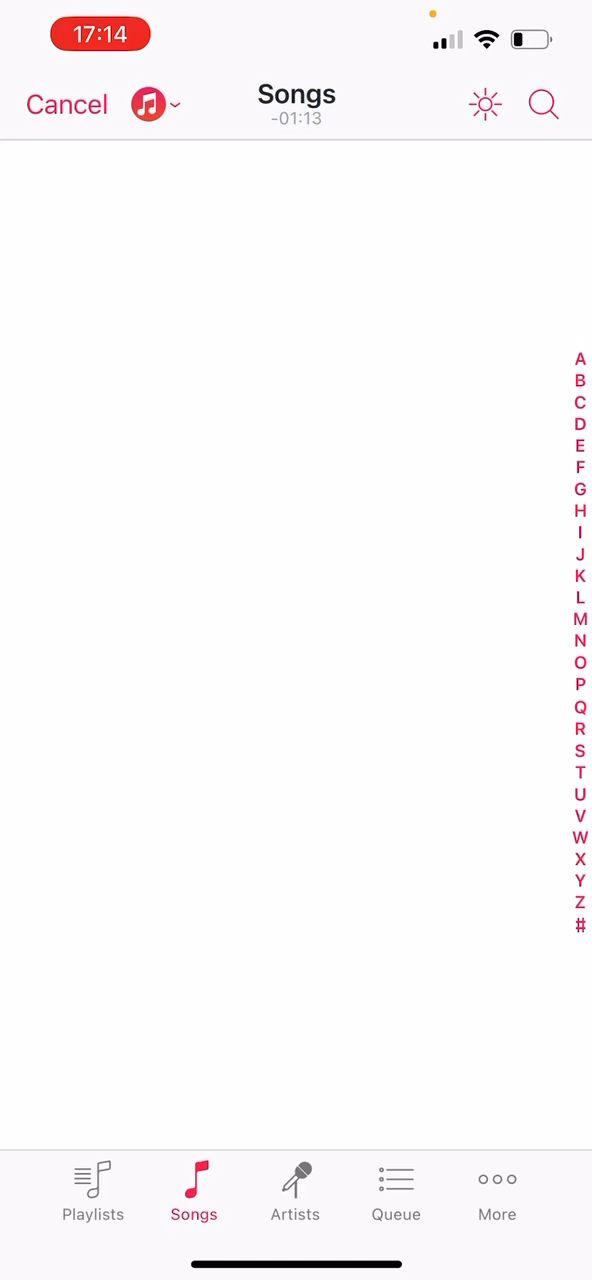 17:14
Cancel
Songs
-01:13
A
B
C
D
E
F
G
H
I
J
K
L
M
N
O
P
Q
R
S
T
U
V
W
X
Y
Z
#
Playlists
Songs
Artists
Queue
More